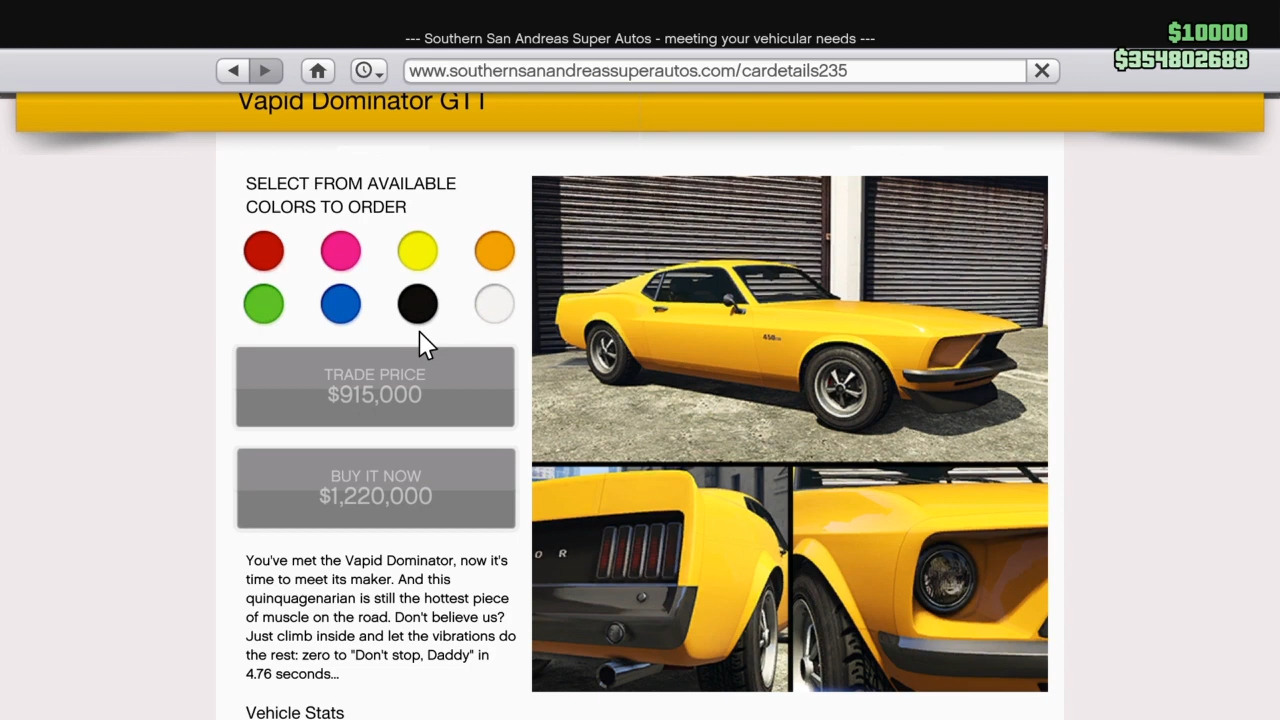 --- Southern San Andreas Super Autos - meeting your vehicular needs ---
$10000
$354802688
www.southernsanandreassuperautos.com/cardetails235
Vapid Dominator GTT
SELECT FROM AVAILABLE
COLORS TO ORDER
TRADE PRICE
$915,000
BUY IT NOW
$1,220,000
You've met the Vapid Dominator, now it's
time to meet its maker. And this
quinquagenarian is still the hottest piece
of muscle on the road. Don't believe us?
Just climb inside and let the vibrations do
the rest: zero to "Don't stop, Daddy" in
4.76 seconds...
Vehicle Stats
O R